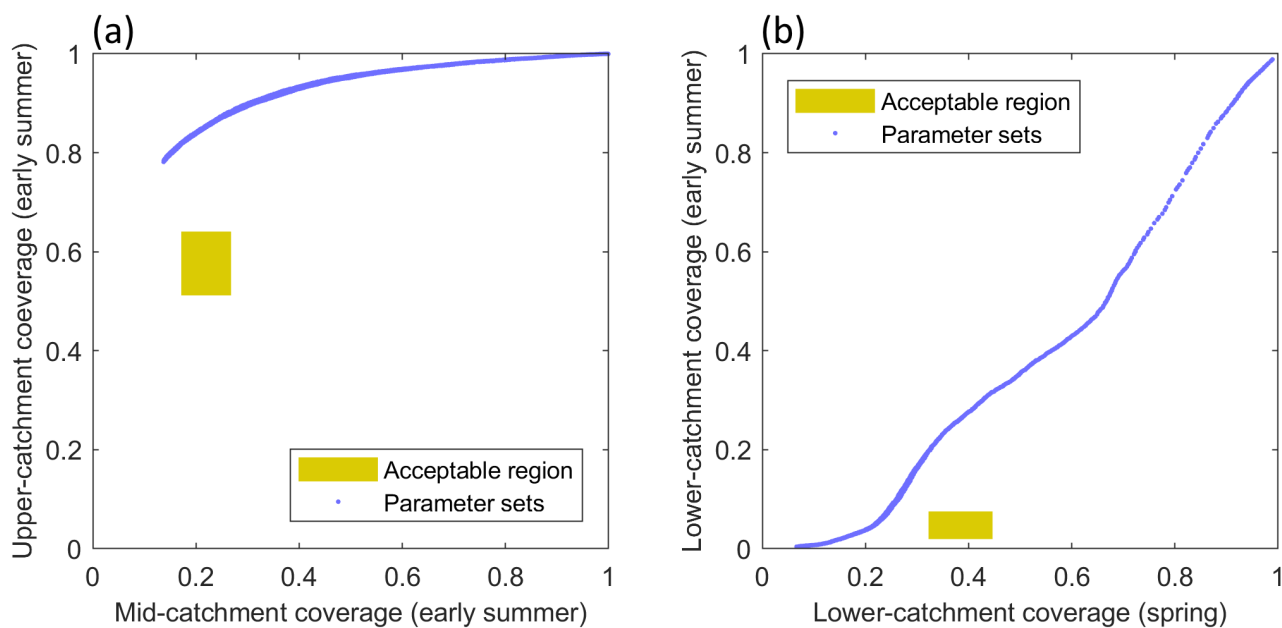 (a)
Upper-catchment coeverage (early summer)
1
0.8
0.6
0.4
0.2
0
Acceptable region
Parameter sets
0
0.2
0.4
0.6
0.8
1
Mid-catchment coverage (early summer)
(b)
Lower-catchment coverage (early summer)
1
0.8
0.6
0.4
0.2
0
Acceptable region
Parameter sets
0
0.2
0.4
0.6
0.8
1
Lower-catchment coverage (spring)